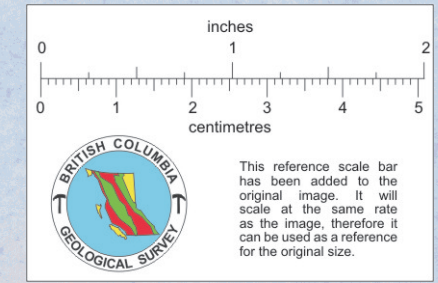 inches
0 1 2
0 1 2 3 4 5
centimetres
BRITISH COLUMBIA
GEOLOGICAL SURVEY
This reference scale bar
has been added to the
original image. It will
scale at the same rate
as the image, therefore it
can be used as a reference
for the original size.